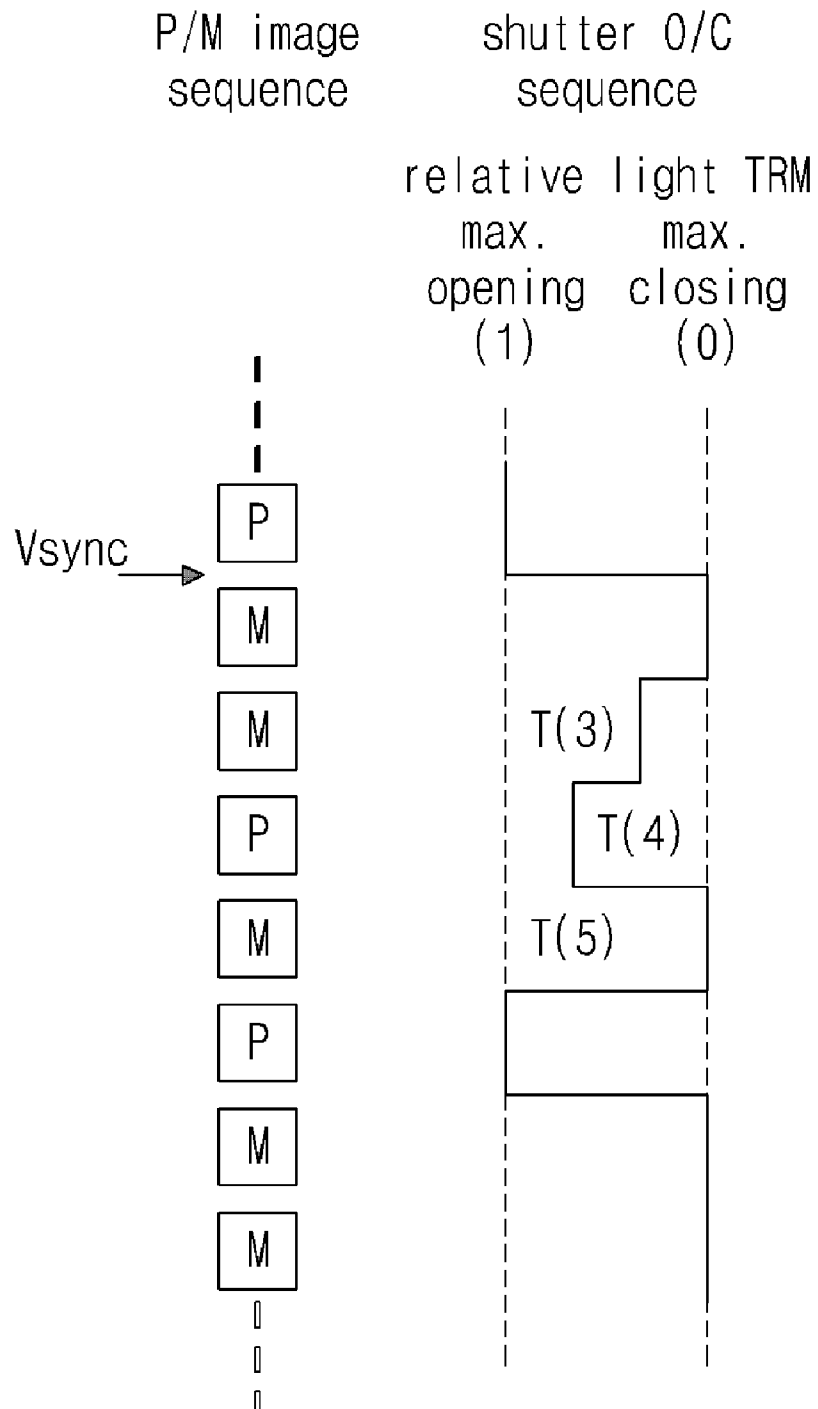 P/M image
sequence
shutter O/C
sequence
relative light TRM
max.
opening
(1)
max.
closing
(0)
P
Vsync
M
M
T(3)
P
T(4)
M
T(5)
P
M
M